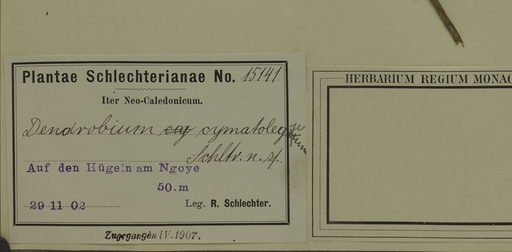 Plantae Schlechterianae No. 15141
Iter Neo-Caledonicum.
Dendrobium cymatoleg
Schltr. n. sp.
Auf den Hügeln am Ngoye
50.m
29 11 02 Leg. R. Schlechter.
Zugegangen IV. 1907.
HERBARIUM REGIUM MONAC